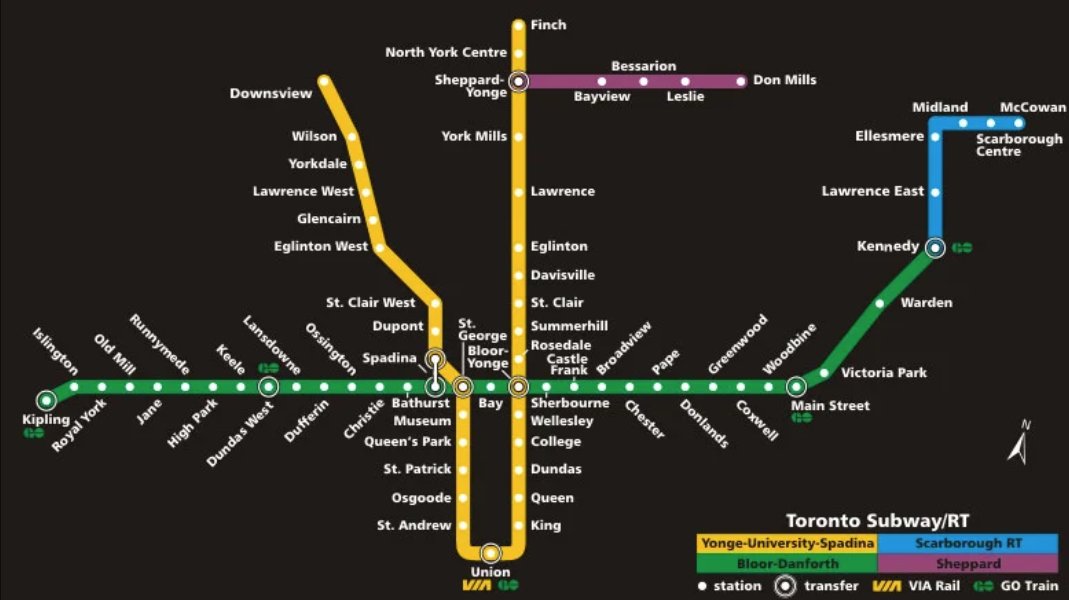 Finch
North York Centre
Sheppard-
Yonge
Bessarion
Don Mills
Bayview
Leslie
Downsview
Midland
McCowan
Wilson
York Mills
Ellesmere
Scarborough
Centre
Yorkdale
Lawrence West
Lawrence
Lawrence East
Glencairn
Eglinton West
Eglinton
Kennedy
GO
Davisville
St. Clair West
St. Clair
Warden
Dupont
St.
George
Summerhill
Spadina
Bloor-
Yonge
Rosedale
Castle
Frank
Islington
Old Mill
Runnymede
Keele
Lansdowne
GO
Ossington
Broadview
Pape
Greenwood
Woodbine
Victoria Park
Kipling
GO
Royal York
Jane
High Park
Dundas West
Dufferin
Christie
Bathurst
Bay
Sherbourne
Chester
Donlands
Coxwell
Main Street
GO
Museum
Wellesley
Queen's Park
College
St. Patrick
Dundas
Osgoode
Queen
St. Andrew
King
N
Union
VIA GO
Toronto Subway/RT
Yonge-University-Spadina
Scarborough RT
Bloor-Danforth
Sheppard
station
transfer
VIA VIA Rail
GO GO Train